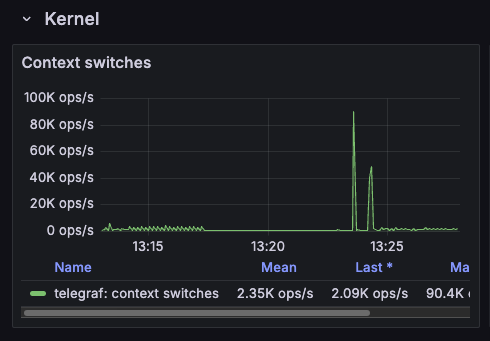 Kernel
Context switches
100K ops/s
80K ops/s
60K ops/s
40K ops/s
20K ops/s
0 ops/s
13:15 13:20 13:25
Name Mean Last * Ma
telegraf: context switches 2.35K ops/s 2.09K ops/s 90.4K